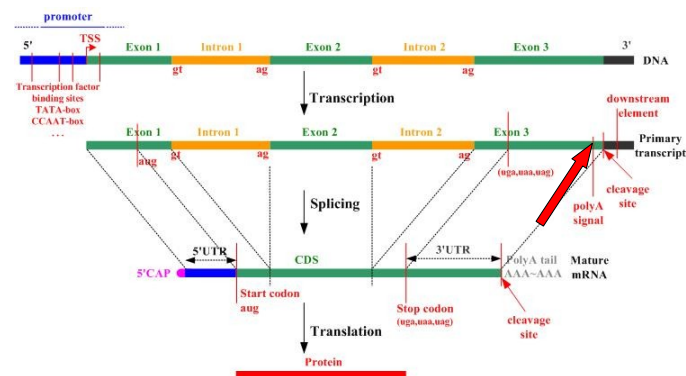 promoter
5'
TSS
Exon 1
Intron 1
Exon 2
Intron 2
Exon 3
3'
DNA
gt
ag
gt
ag
Transcription factor
binding sites
TATA-box
CCAAT-box
...
Transcription
downstream
element
Exon 1
Intron 1
Exon 2
Intron 2
Exon 3
Primary
transcript
aug
gt
ag
gt
ag
(uga,uaa,uag)
polyA
signal
cleavage
site
Splicing
5'UTR
CDS
3'UTR
PolyA tail
AAA~AAA
Mature
mRNA
5'CAP
Start codon
aug
Stop codon
(uga,uaa,uag)
cleavage
site
Translation
Protein